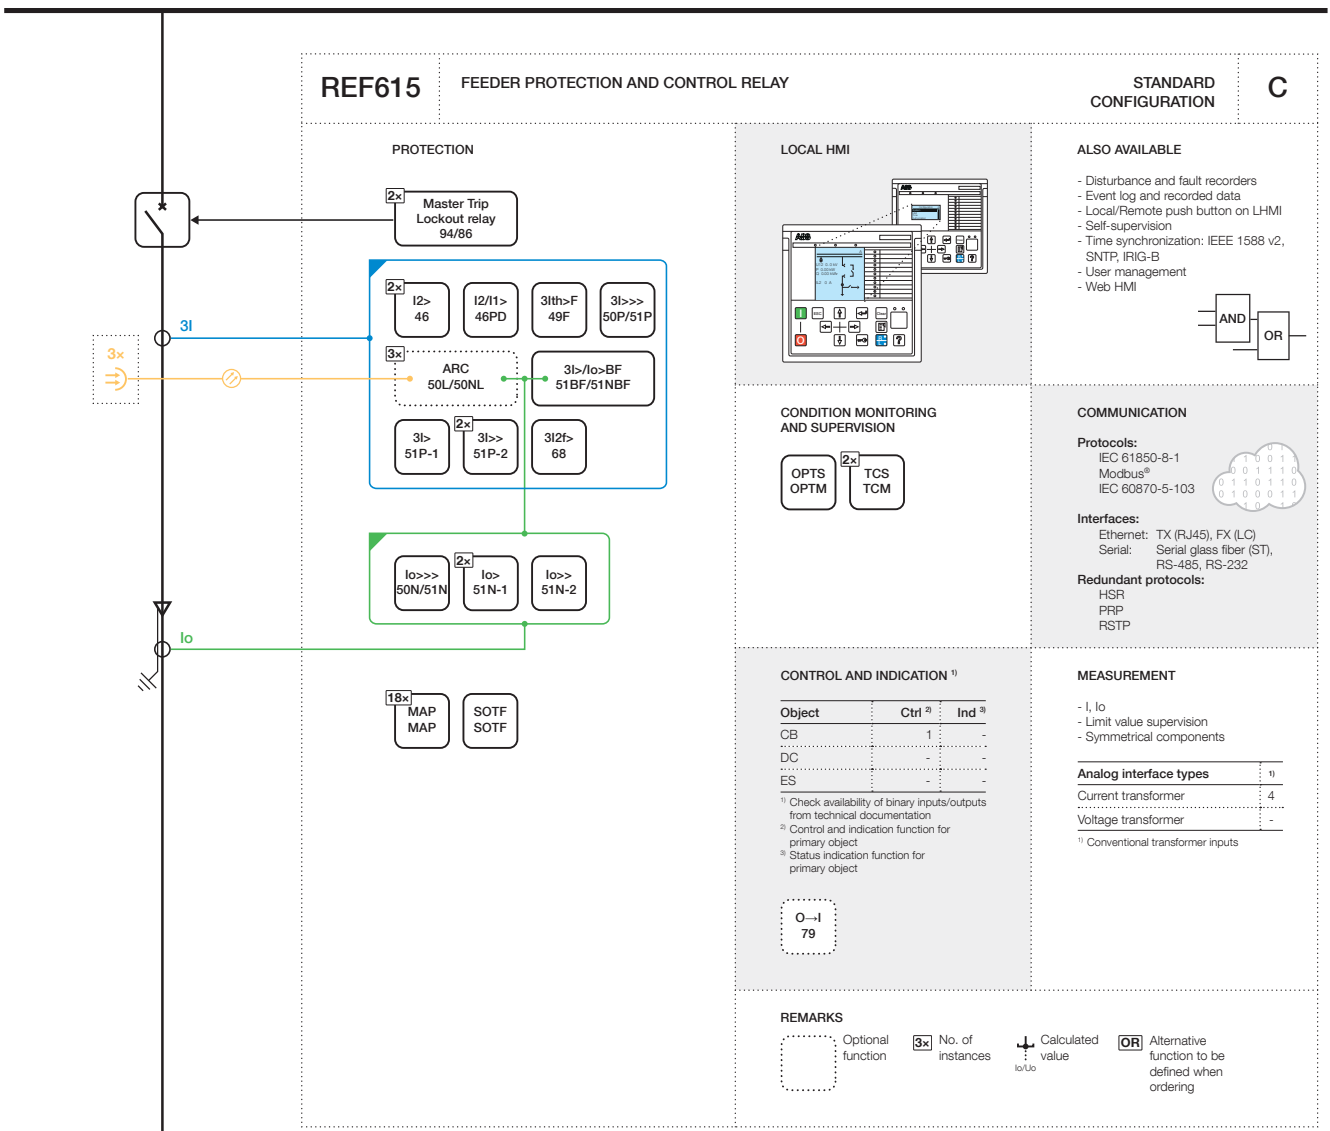 REF615
FEEDER PROTECTION AND CONTROL RELAY
STANDARD
CONFIGURATION
C
PROTECTION
2×
Master Trip
Lockout relay
94/86
3I
3×
2×
I2>
46
I2/I1>
46PD
3Ith>F
49F
3I>>>
50P/51P
3×
ARC
50L/50NL
3I>/Io>BF
51BF/51NBF
3I>
51P-1
2×
3I>>
51P-2
3I2f>
68
Io>>>
50N/51N
2×
Io>
51N-1
Io>>
51N-2
Io
18×
MAP
MAP
SOTF
SOTF
LOCAL HMI
ABB
ABB
ALSO AVAILABLE
- Disturbance and fault recorders
- Event log and recorded data
- Local/Remote push button on LHMI
- Self-supervision
- Time synchronization: IEEE 1588 v2,
SNTP, IRIG-B
- User management
- Web HMI
AND
OR
CONDITION MONITORING
AND SUPERVISION
OPTS
OPTM
2×
TCS
TCM
COMMUNICATION
Protocols:
IEC 61850-8-1
Modbus®
IEC 60870-5-103
Interfaces:
Ethernet: TX (RJ45), FX (LC)
Serial: Serial glass fiber (ST),
RS-485, RS-232
Redundant protocols:
HSR
PRP
RSTP
CONTROL AND INDICATION 1)
Object Ctrl 2) Ind 3)
CB 1 -
DC - -
ES - -
1) Check availability of binary inputs/outputs
from technical documentation
2) Control and indication function for
primary object
3) Status indication function for
primary object
O→I
79
MEASUREMENT
- I, Io
- Limit value supervision
- Symmetrical components
Analog interface types 1)
Current transformer 4
Voltage transformer -
1) Conventional transformer inputs
REMARKS
Optional
function
3×
No. of
instances
Io/Uo
Calculated
value
OR
Alternative
function to be
defined when
ordering